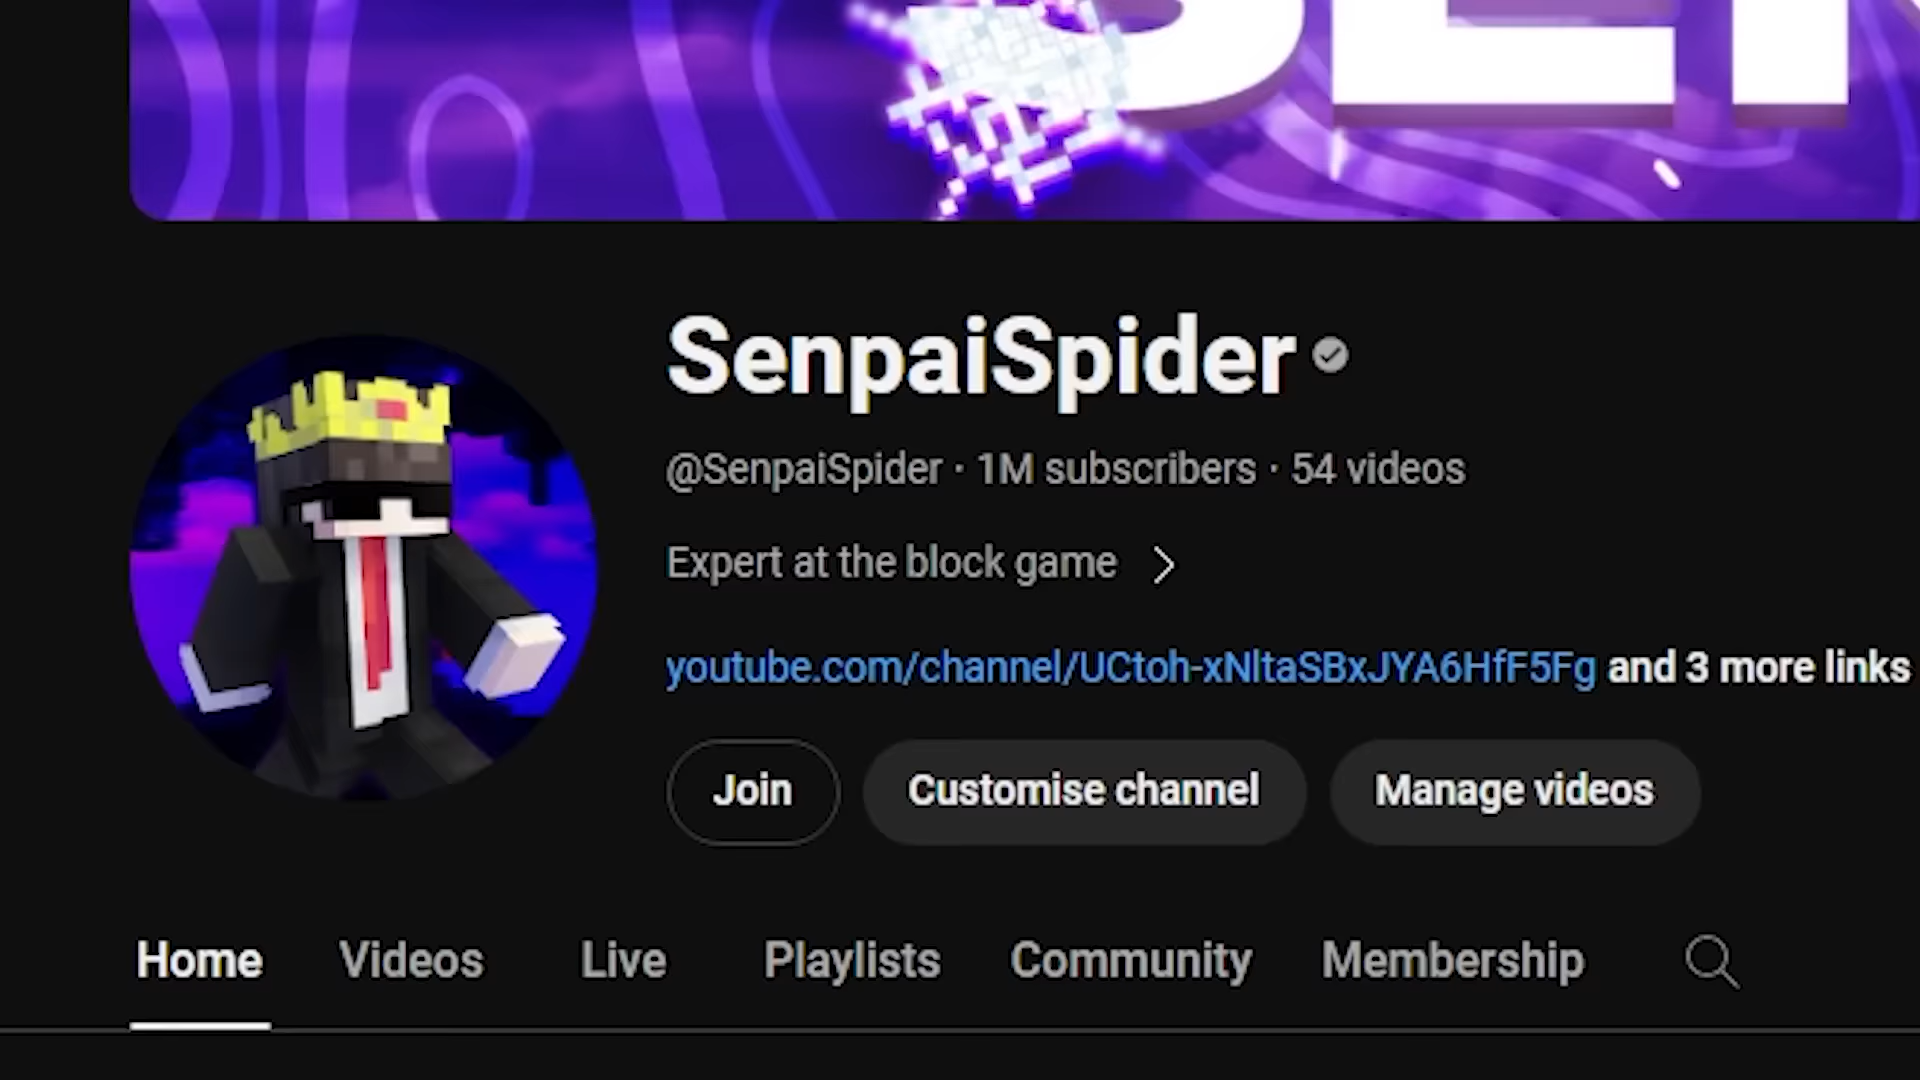 SenpaiSpider
@SenpaiSpider · 1M subscribers · 54 videos
Expert at the block game
youtube.com/channel/UCtoh-xNltaSBxJYA6HfF5Fg and 3 more links
Join Customise channel Manage videos
Home Videos Live Playlists Community Membership